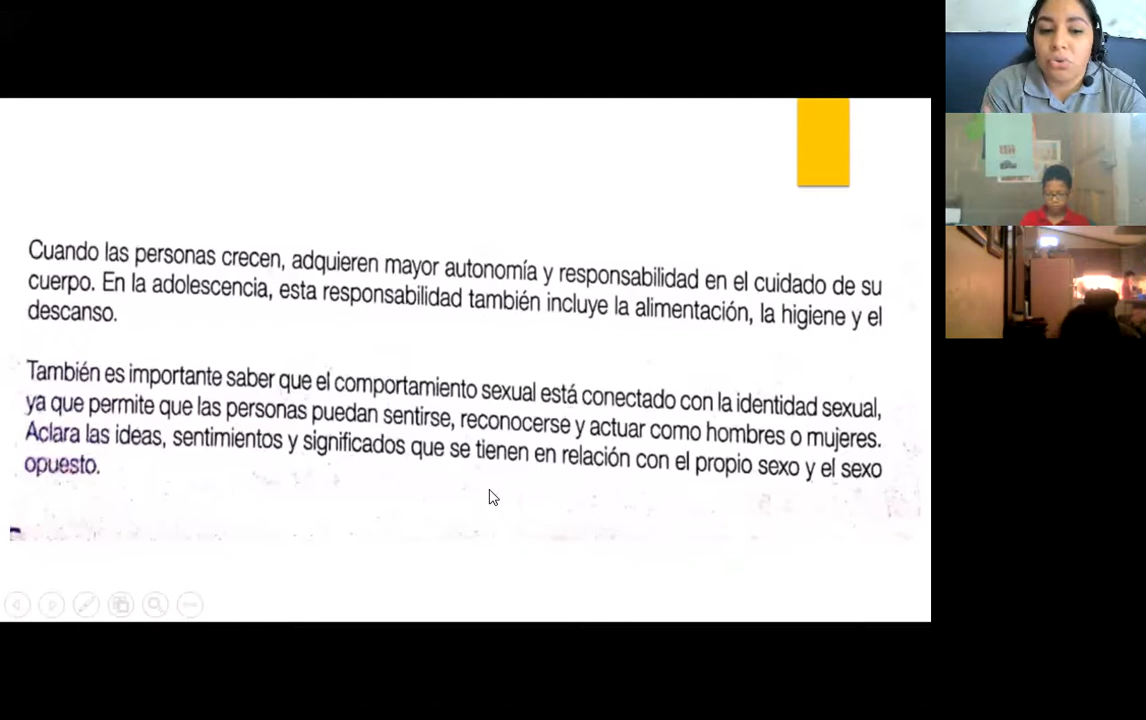 Cuando las personas crecen, adquieren mayor autonomía y responsabilidad en el cuidado de su
cuerpo. En la adolescencia, esta responsabilidad también incluye la alimentación, la higiene y el
descanso.
También es importante saber que el comportamiento sexual está conectado con la identidad sexual,
ya que permite que las personas puedan sentirse, reconocerse y actuar como hombres o mujeres.
Aclara las ideas, sentimientos y significados que se tienen en relación con el propio sexo y el sexo
opuesto.